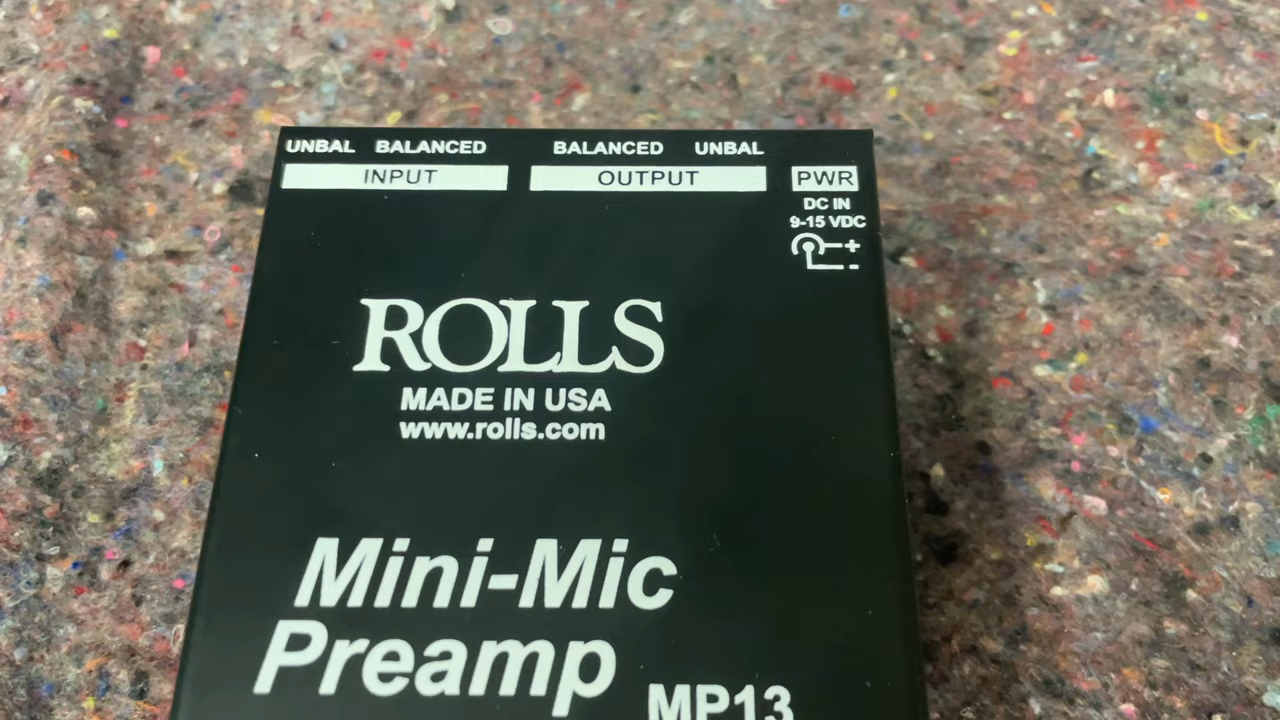 UNBAL BALANCED BALANCED UNBAL
INPUT OUTPUT PWR
DC IN
9-15 VDC
+
-
ROLLS
MADE IN USA
www.rolls.com
Mini-Mic
Preamp
MP13